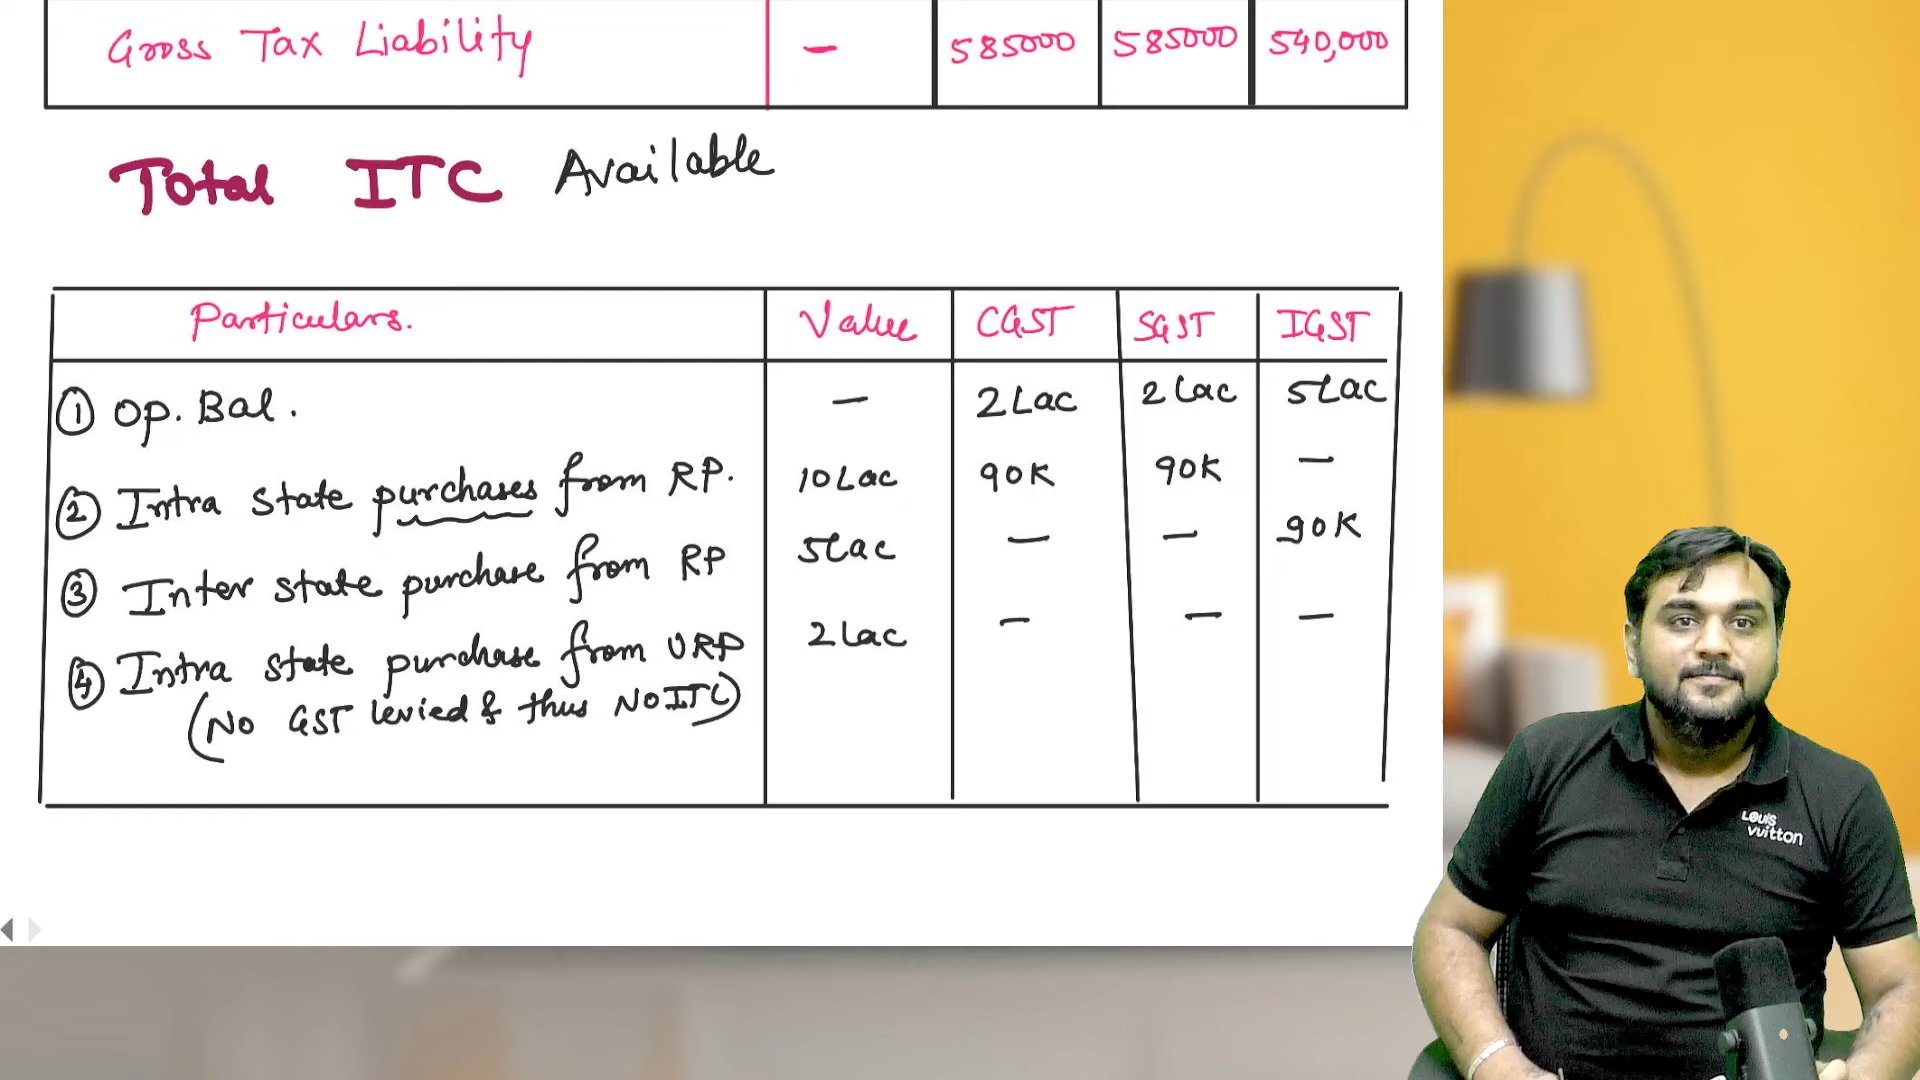 Gross Tax Liability — 585000 585000 540,000
Total ITC Available
Particulars. Value CGST SGST IGST
① Op. Bal. — 2 Lac 2 Lac 5 Lac
② Intra state purchases from RP. 10 Lac 90K 90K —
③ Inter state purchase from RP 5 Lac — — 90K
④ Intra state purchase from URP 2 Lac — — —
(No GST levied & thus NO ITC)
Louis
Vuitton